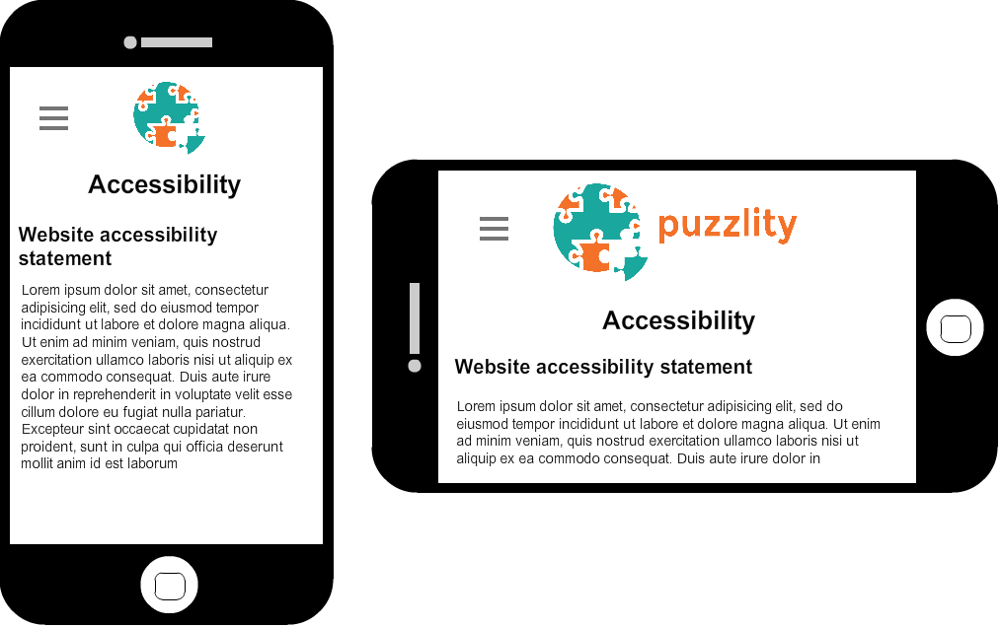 Accessibility
Website accessibility
statement
Lorem ipsum dolor sit amet, consectetur
adipisicing elit, sed do eiusmod tempor
incididunt ut labore et dolore magna aliqua.
Ut enim ad minim veniam, quis nostrud
exercitation ullamco laboris nisi ut aliquip ex
ea commodo consequat. Duis aute irure
dolor in reprehenderit in voluptate velit esse
cillum dolore eu fugiat nulla pariatur.
Excepteur sint occaecat cupidatat non
proident, sunt in culpa qui officia deserunt
mollit anim id est laborum
puzzlity
Accessibility
Website accessibility statement
Lorem ipsum dolor sit amet, consectetur adipisicing elit, sed do
eiusmod tempor incididunt ut labore et dolore magna aliqua. Ut enim
ad minim veniam, quis nostrud exercitation ullamco laboris nisi ut
aliquip ex ea commodo consequat. Duis aute irure dolor in